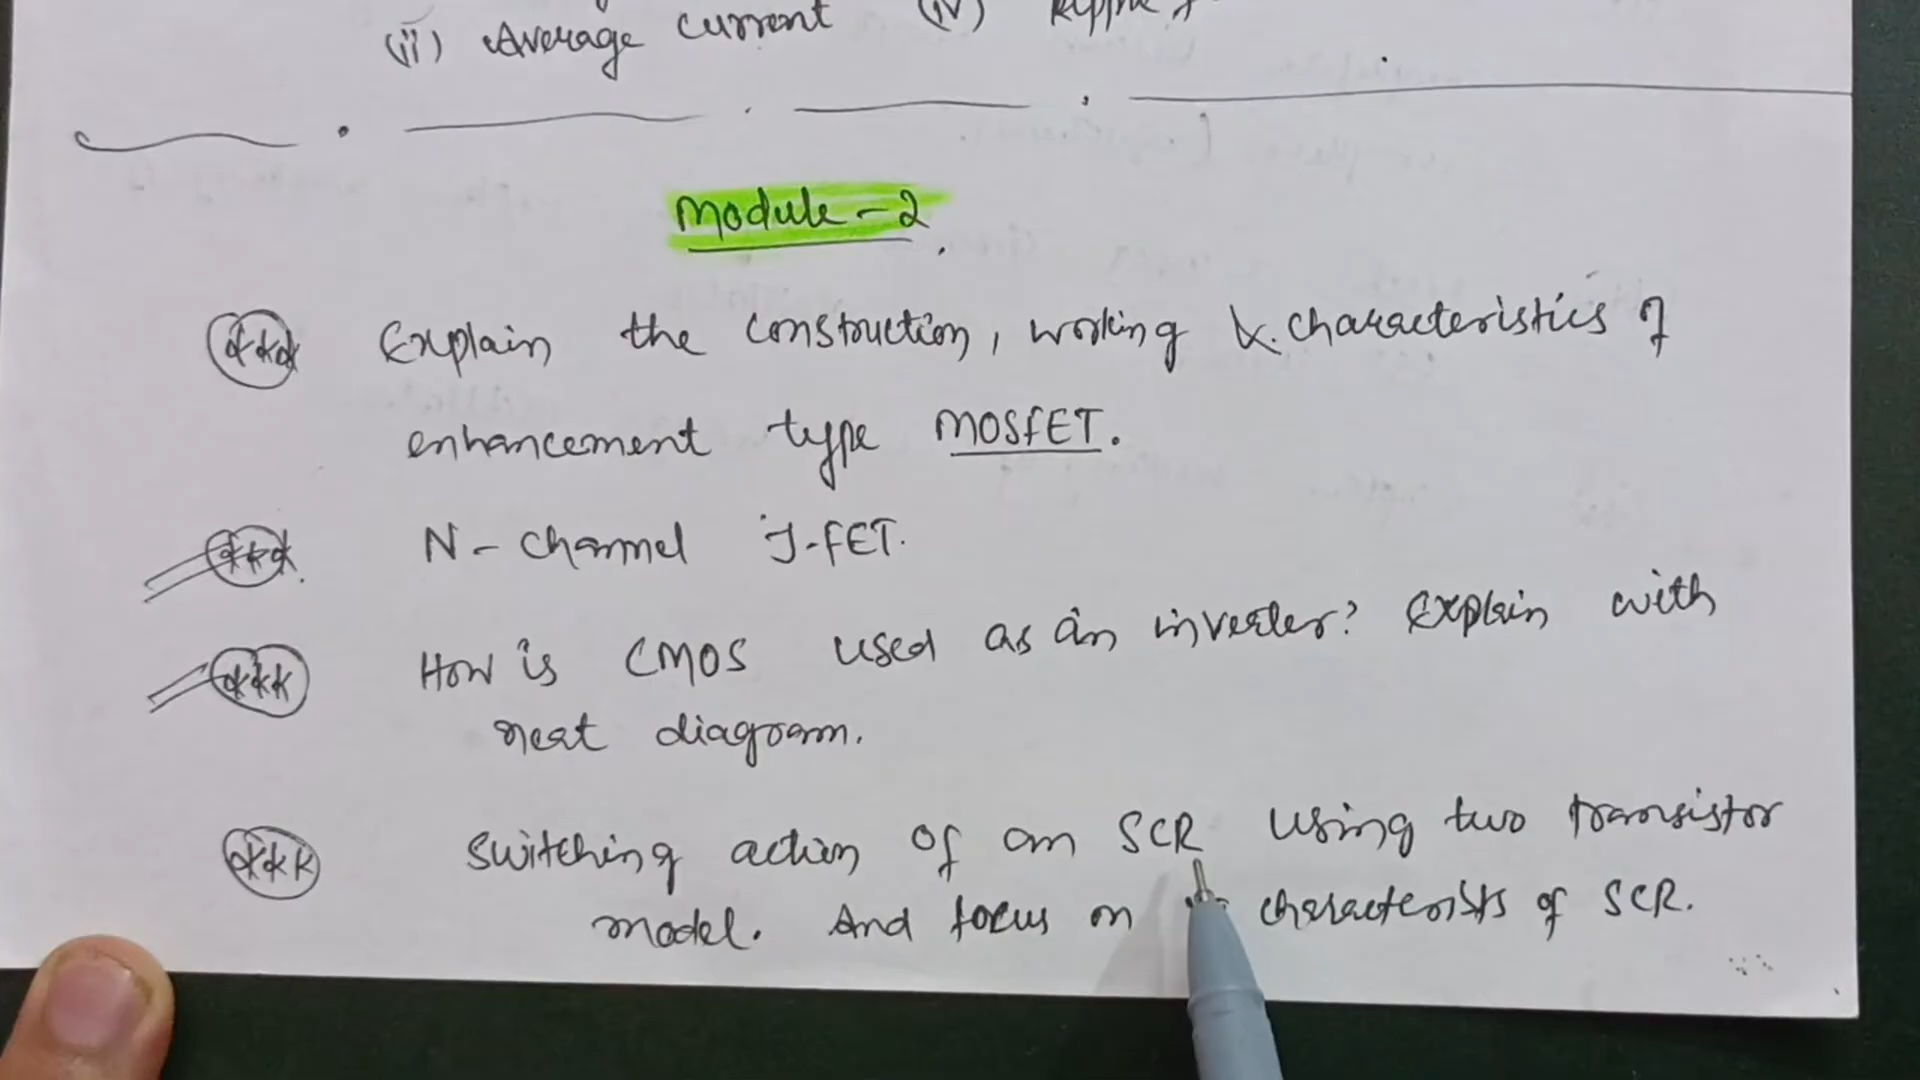 (ii) Average current (iv)
Module-2
*** Explain the construction, working & characteristics of
enhancement type MOSFET.
*** N-channel J-FET.
*** How is CMOS used as an inverter? Explain with
neat diagram.
*** Switching action of an SCR using two transistor
model. And focus on characterists of SCR.